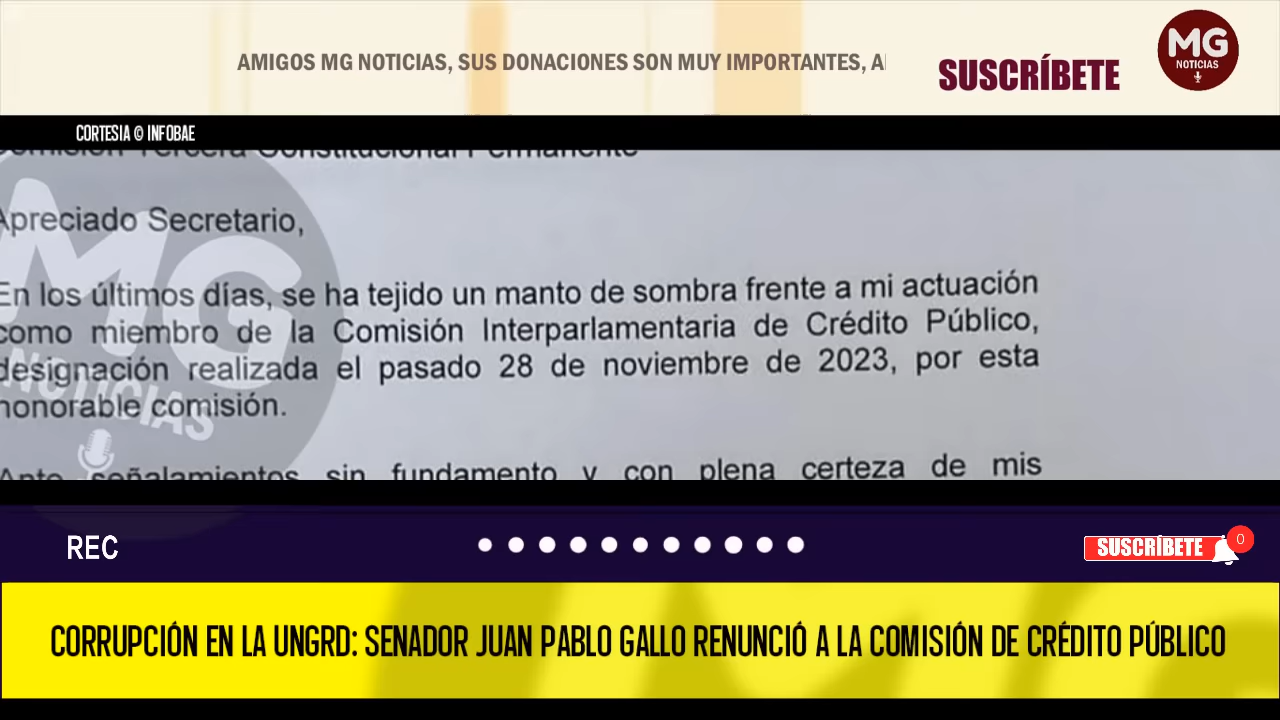 AMIGOS MG NOTICIAS, SUS DONACIONES SON MUY IMPORTANTES,
SUSCRÍBETE
MG
NOTICIAS
CORTESIA © INFOBAE
Comisión Tercera Constitucional Permanente
Apreciado Secretario,
En los últimos días, se ha tejido un manto de sombra frente a mi actuación
como miembro de la Comisión Interparlamentaria de Crédito Público,
designación realizada el pasado 28 de noviembre de 2023, por esta
honorable comisión.
Ante señalamientos sin fundamento y con plena certeza de mis
MG
NOTICIAS
REC
SUSCRÍBETE
0
CORRUPCIÓN EN LA UNGRD: SENADOR JUAN PABLO GALLO RENUNCIÓ A LA COMISIÓN DE CRÉDITO PÚBLICO